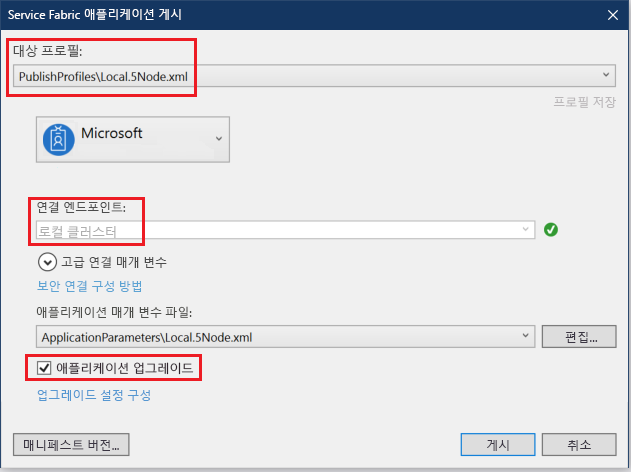 Service Fabric 애플리케이션 게시
대상 프로필:
PublishProfiles\Local.5Node.xml
프로필 저장
Microsoft
연결 엔드포인트:
로컬 클러스터
고급 연결 매개 변수
보안 연결 구성 방법
애플리케이션 매개 변수 파일:
ApplicationParameters\Local.5Node.xml
편집...
애플리케이션 업그레이드
업그레이드 설정 구성
매니페스트 버전...
게시
취소